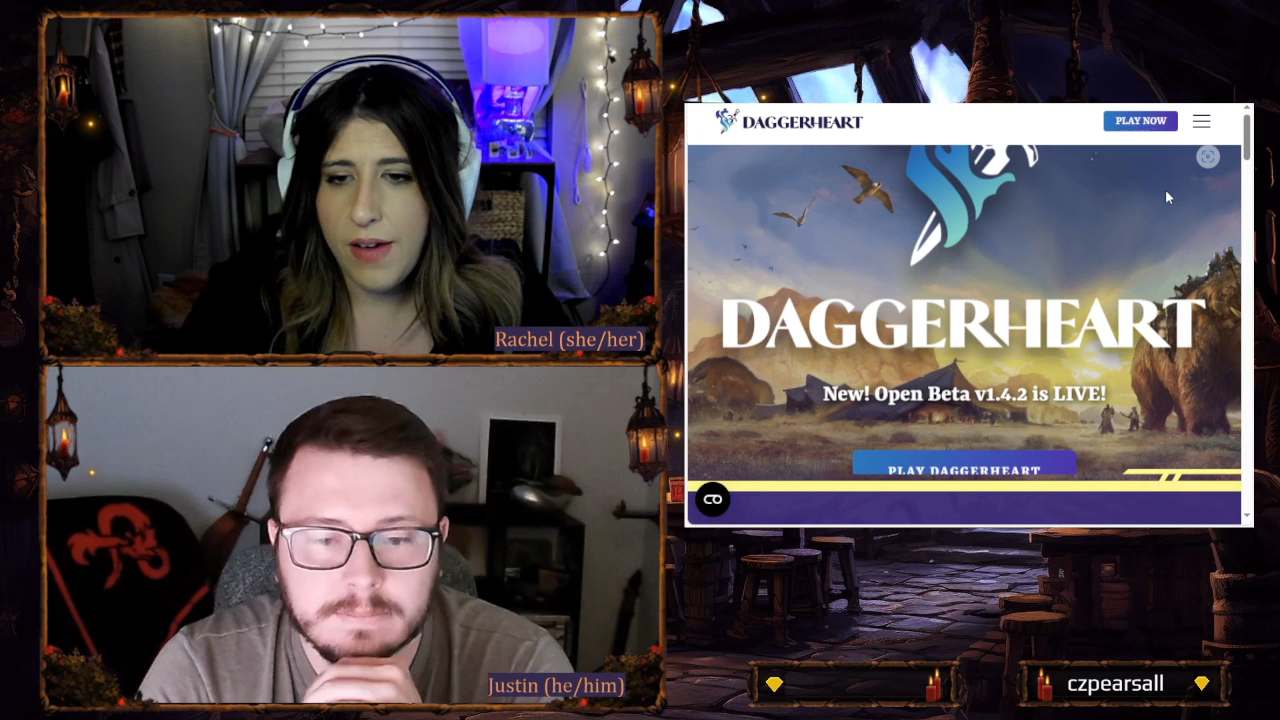 Rachel (she/her)
Justin (he/him)
DAGGERHEART
PLAY NOW
DAGGERHEART
New! Open Beta v1.4.2 is LIVE!
PLAY DAGGERHEART
czpearsall